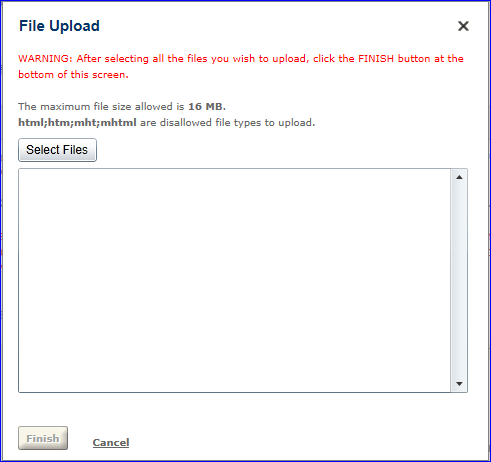 File Upload
WARNING: After selecting all the files you wish to upload, click the FINISH button at the
bottom of this screen.
The maximum file size allowed is 16 MB.
html;htm;mht;mhtml are disallowed file types to upload.
Select Files
Finish
Cancel